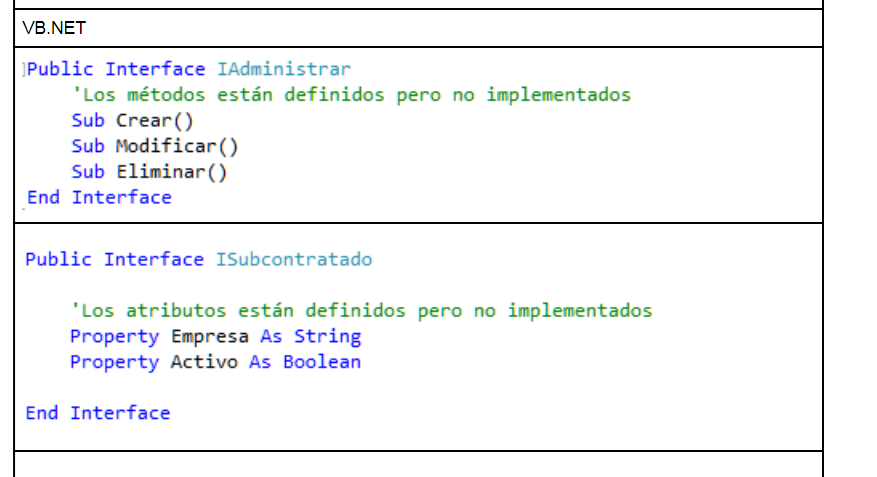 VB.NET
Public Interface IAdministrar
'Los métodos están definidos pero no implementados
Sub Crear()
Sub Modificar()
Sub Eliminar()
End Interface
Public Interface ISubcontratado
'Los atributos están definidos pero no implementados
Property Empresa As String
Property Activo As Boolean
End Interface